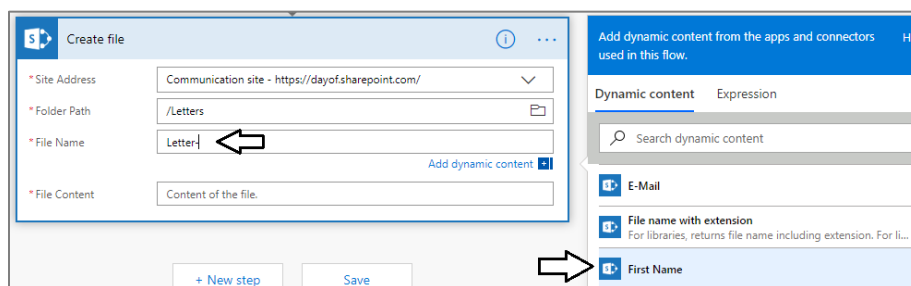 Create file
* Site Address
Communication site - https://dayof.sharepoint.com/
* Folder Path
/Letters
* File Name
Letter-
Add dynamic content
* File Content
Content of the file.
+ New step
Save
Add dynamic content from the apps and connectors
used in this flow.
H
Dynamic content
Expression
Search dynamic content
E-Mail
File name with extension
For libraries, returns file name including extension. For li...
First Name